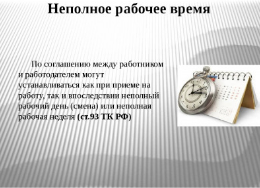 Неполное рабочее время
По соглашению между работником
и работодателем могут
устанавливаться как при приеме на
работу, так и впоследствии неполный
рабочий день (смена) или неполная
рабочая неделя (ст.93 ТК РФ)